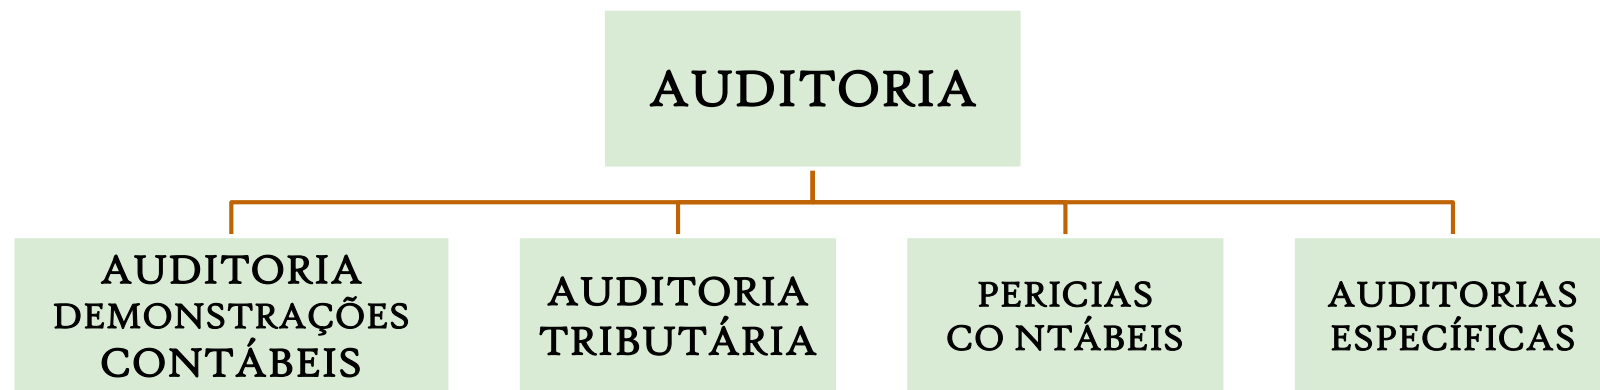 AUDITORIA
AUDITORIA
DEMONSTRAÇÕES
CONTÁBEIS
AUDITORIA
TRIBUTÁRIA
PERICIAS
CO NTÁBEIS
AUDITORIAS
ESPECÍFICAS